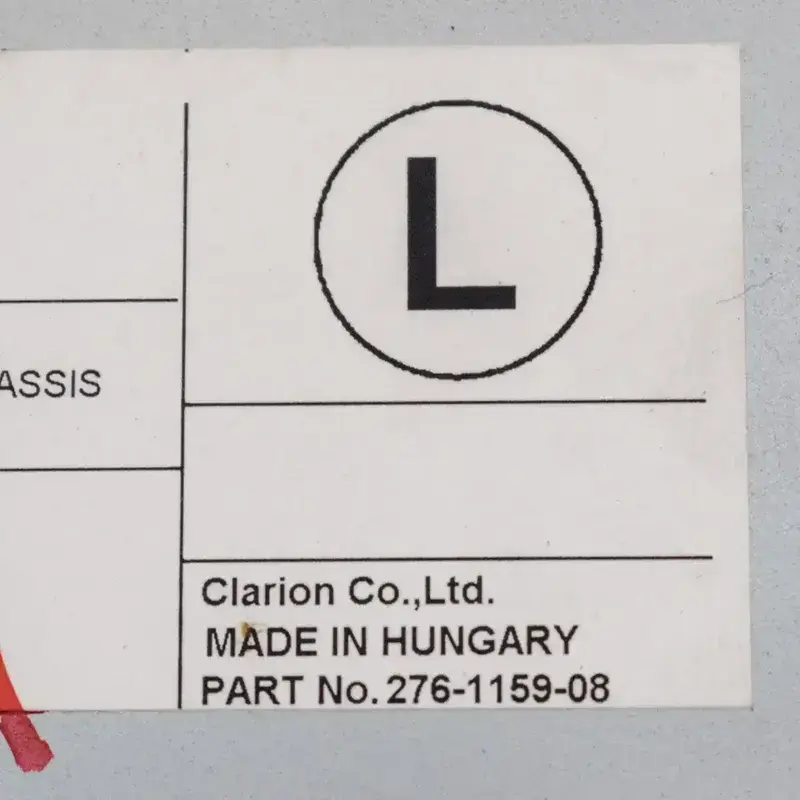 L
ASSIS
Clarion Co.,Ltd.
MADE IN HUNGARY
PART No. 276-1159-08